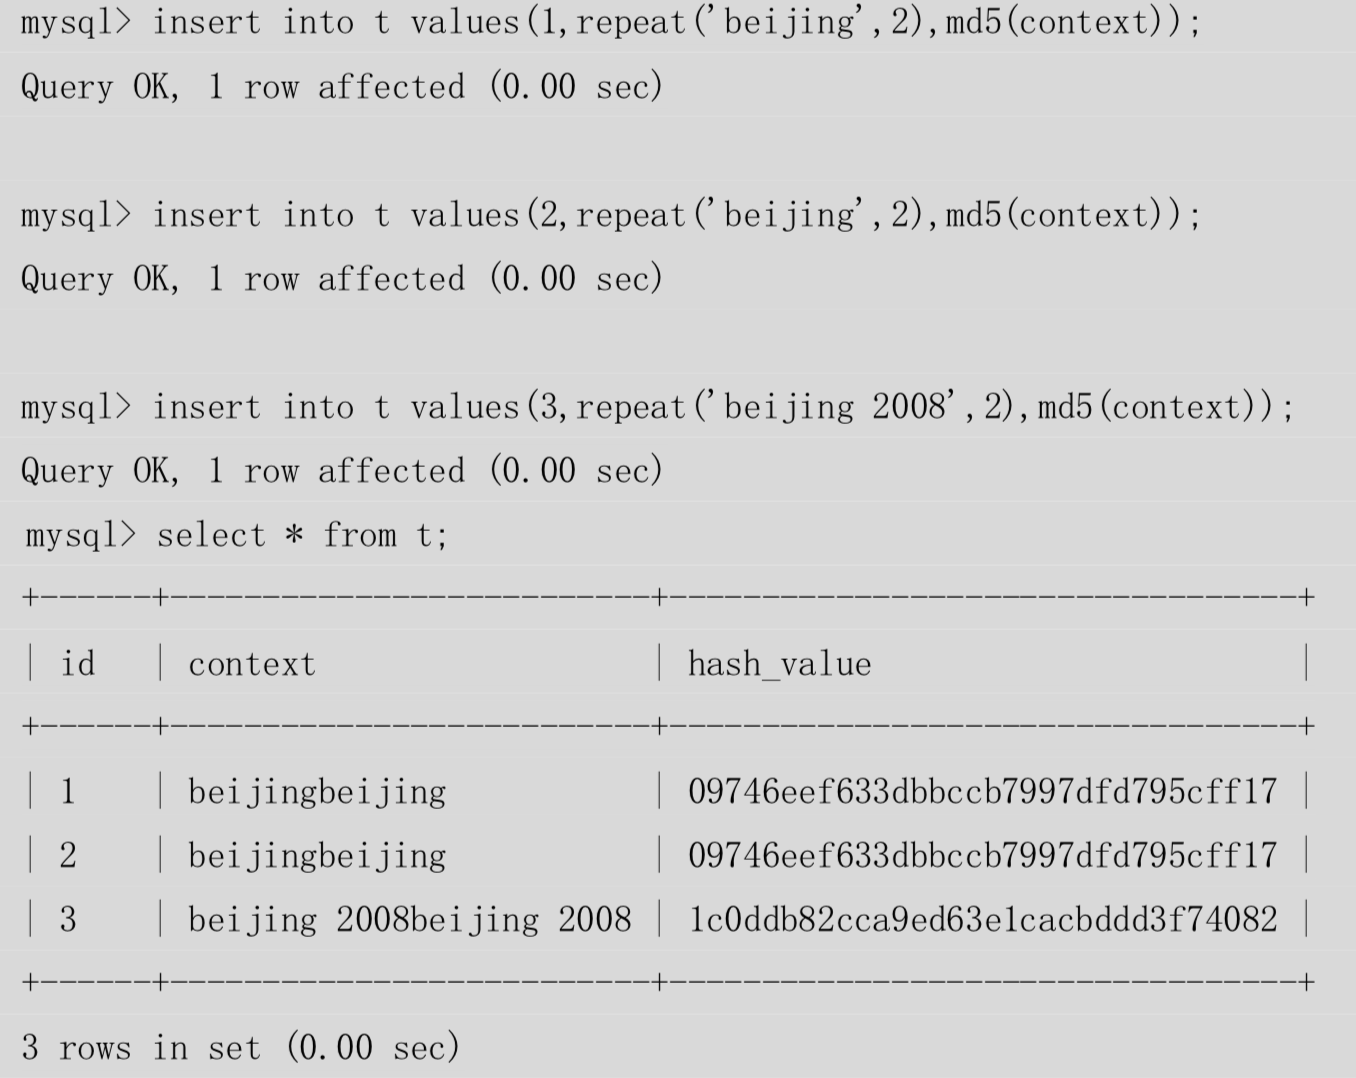 mysql> insert into t values(1,repeat('beijing',2),md5(context));
Query OK, 1 row affected (0.00 sec)
mysql> insert into t values(2,repeat('beijing',2),md5(context));
Query OK, 1 row affected (0.00 sec)
mysql> insert into t values(3,repeat('beijing 2008',2),md5(context));
Query OK, 1 row affected (0.00 sec)
mysql> select * from t;
+------+--------------------------+----------------------------------+
| id   | context                  | hash_value                       |
+------+--------------------------+----------------------------------+
| 1    | beijingbeijing           | 09746eef633dbbccb7997dfd795cff17 |
| 2    | beijingbeijing           | 09746eef633dbbccb7997dfd795cff17 |
| 3    | beijing 2008beijing 2008 | 1c0ddb82cca9ed63e1cacbddd3f74082 |
+------+--------------------------+----------------------------------+
3 rows in set (0.00 sec)